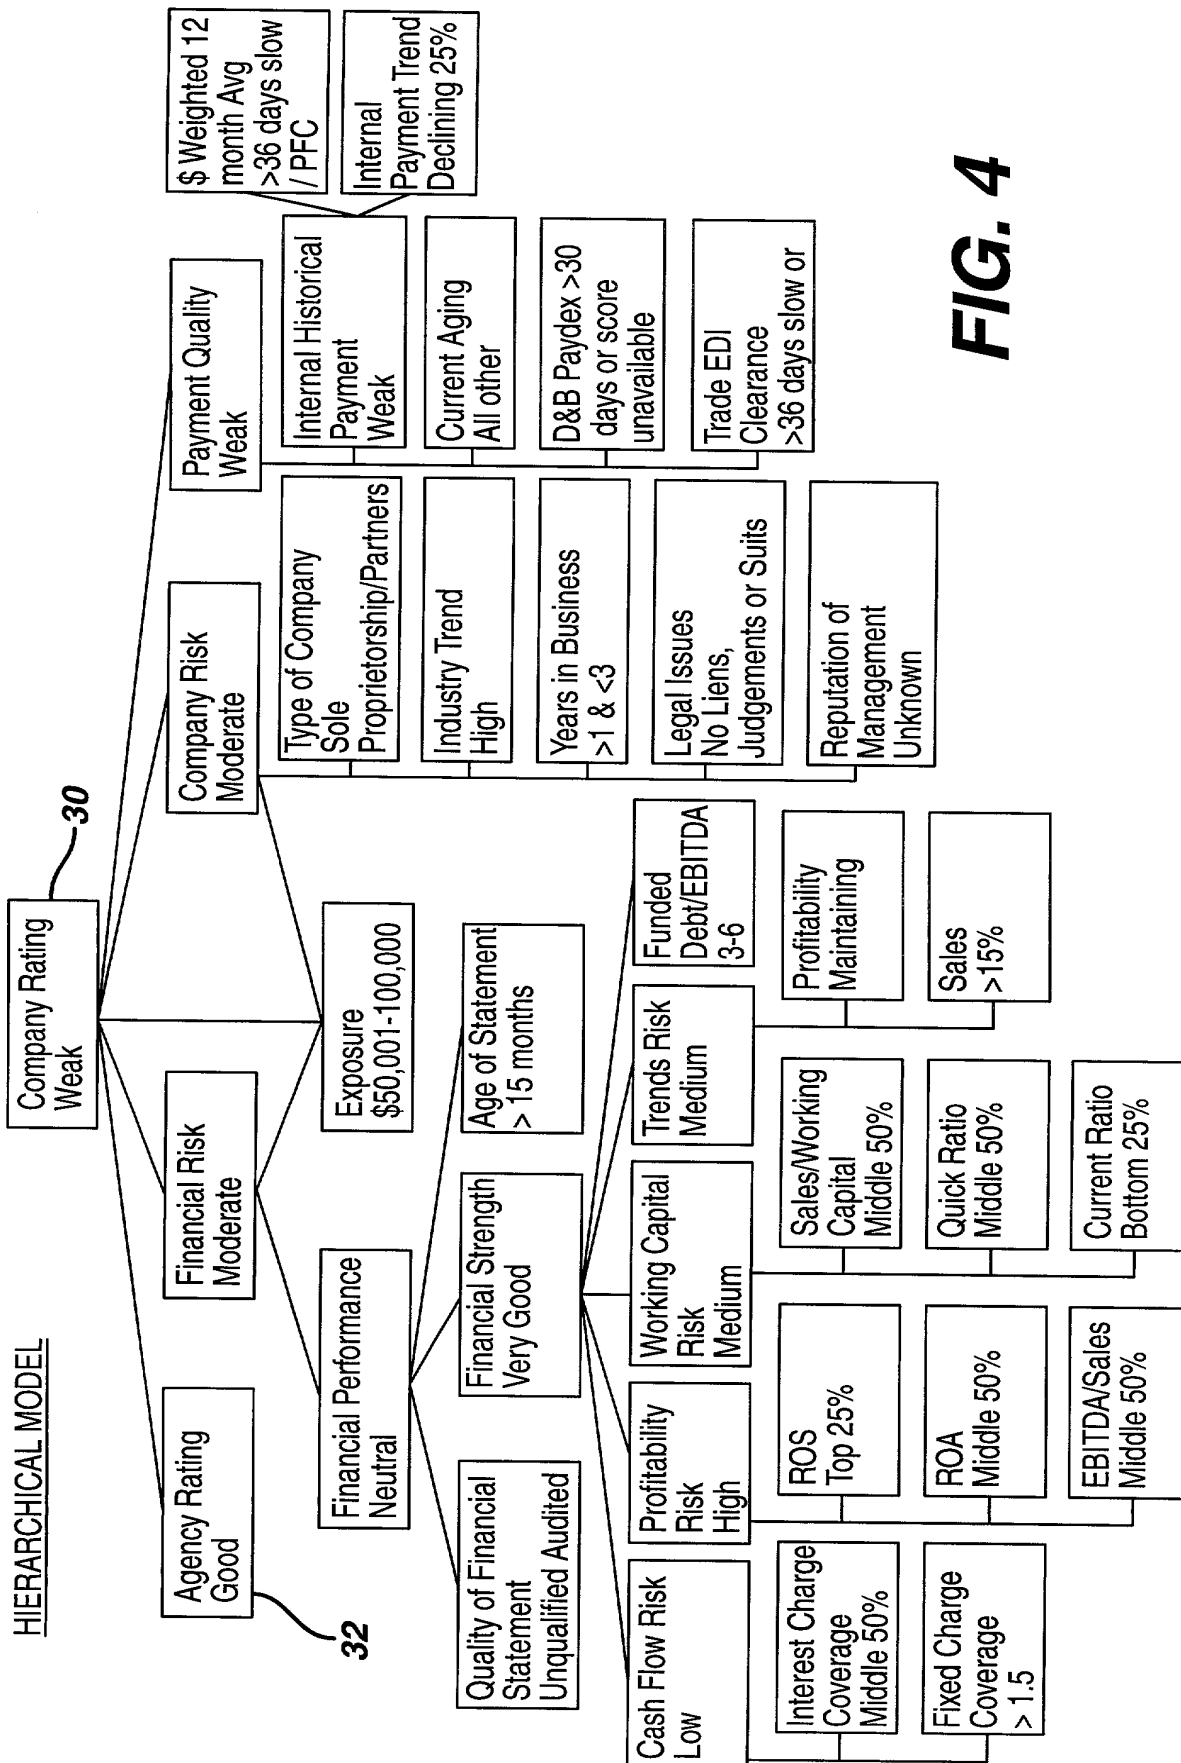 HIERARCHICAL MODEL
Company Rating
Weak
30
Agency Rating
Good
32
Financial Risk
Moderate
Company Risk
Moderate
Payment Quality
Weak
$ Weighted 12
month Avg
>36 days slow
/ PFC
Internal
Payment Trend
Declining 25%
Financial Performance
Neutral
Exposure
$50,001-100,000
Type of Company
Sole
Proprietorship/Partners
Industry Trend
High
Years in Business
>1 & <3
Legal Issues
No Liens,
Judgements or Suits
Reputation of
Management
Unknown
Internal Historical
Payment
Weak
Current Aging
All other
D&B Paydex >30
days or score
unavailable
Trade EDI
Clearance
>36 days slow or
Quality of Financial
Statement
Unqualified Audited
Financial Strength
Very Good
Age of Statement
> 15 months
Cash Flow Risk
Low
Profitability
Risk
High
Working Capital
Risk
Medium
Trends Risk
Medium
Funded
Debt/EBITDA
3-6
Interest Charge
Coverage
Middle 50%
Fixed Charge
Coverage
> 1.5
ROS
Top 25%
ROA
Middle 50%
EBITDA/Sales
Middle 50%
Sales/Working
Capital
Middle 50%
Quick Ratio
Middle 50%
Current Ratio
Bottom 25%
Profitability
Maintaining
Sales
>15%
FIG. 4